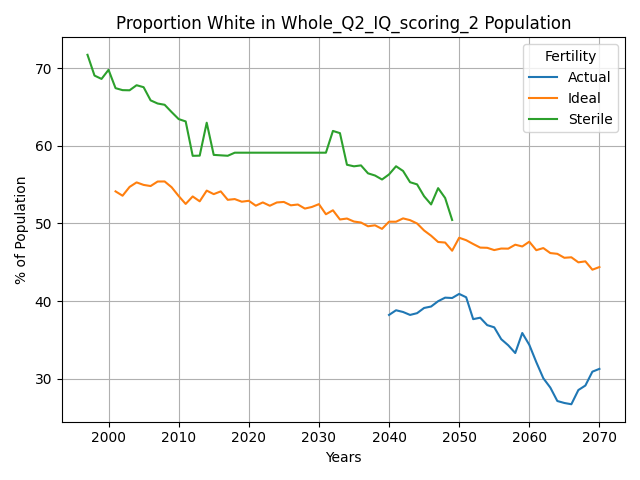 Proportion White in Whole_Q2_IQ_scoring_2 Population
% of Population
70
60
50
40
30
Fertility
Actual
Ideal
Sterile
2000 2010 2020 2030 2040 2050 2060 2070
Years